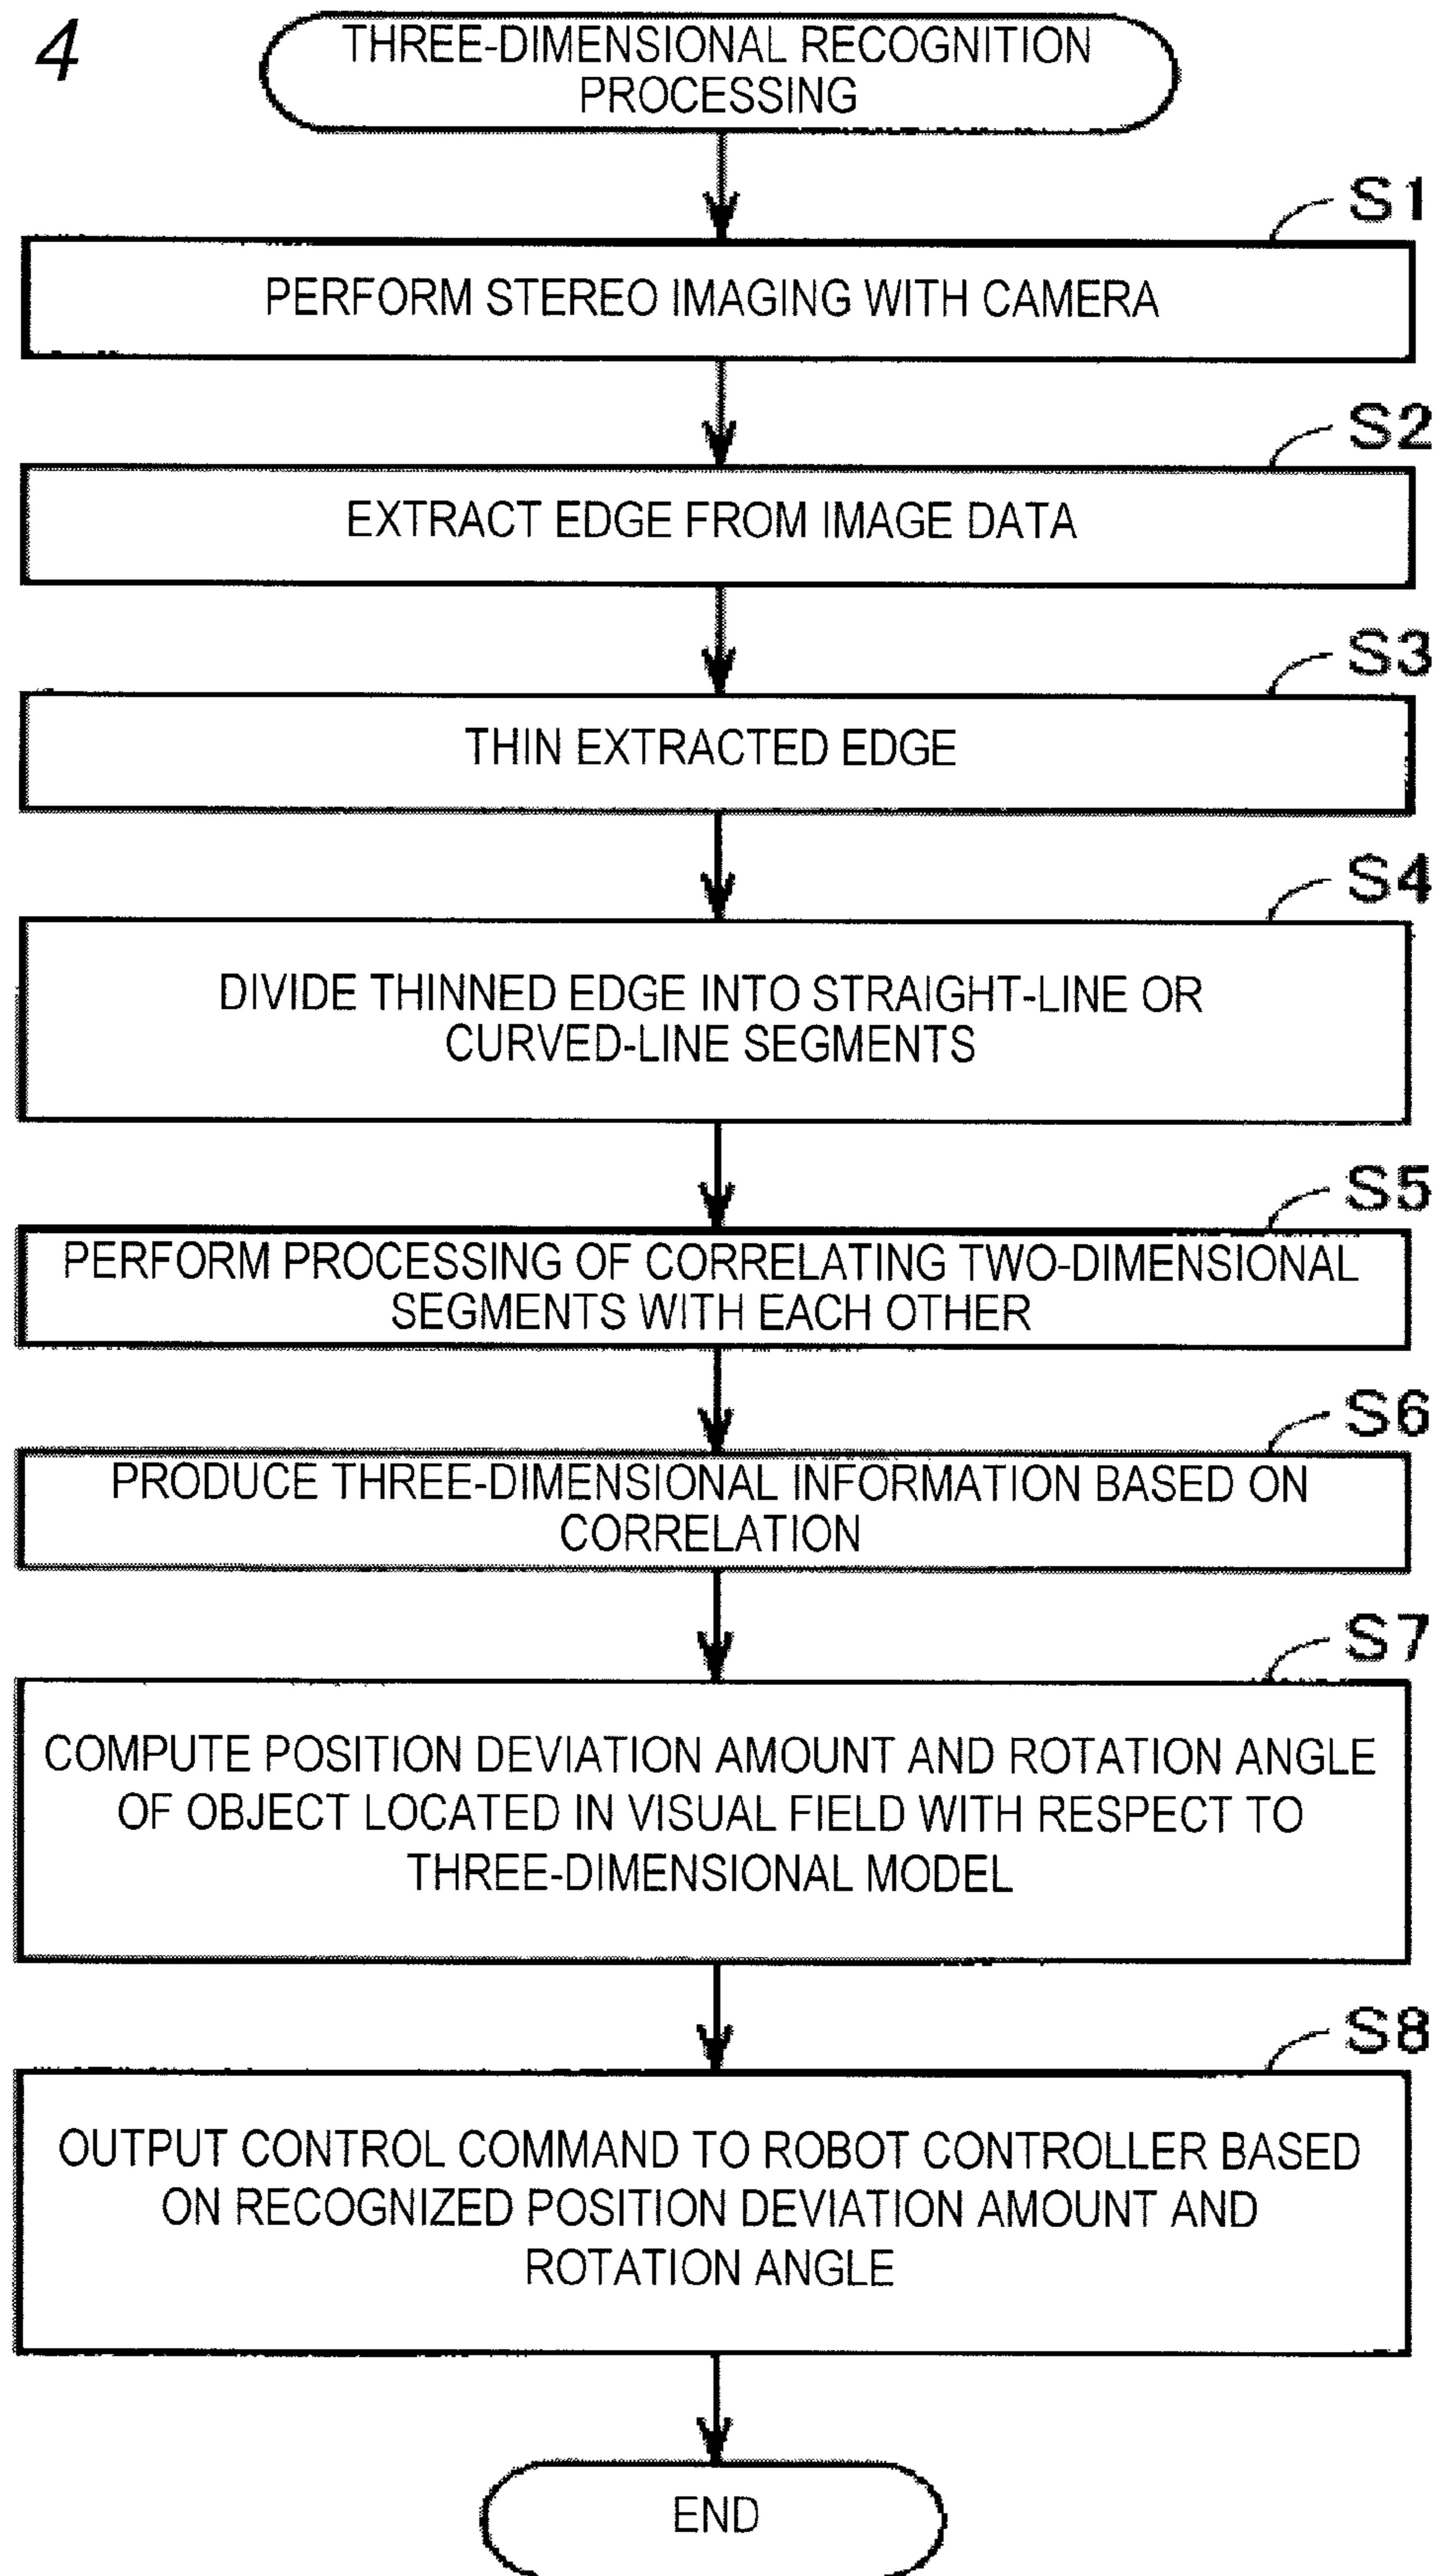 4
THREE-DIMENSIONAL RECOGNITION
PROCESSING
S1
PERFORM STEREO IMAGING WITH CAMERA
S2
EXTRACT EDGE FROM IMAGE DATA
S3
THIN EXTRACTED EDGE
S4
DIVIDE THINNED EDGE INTO STRAIGHT-LINE OR
CURVED-LINE SEGMENTS
S5
PERFORM PROCESSING OF CORRELATING TWO-DIMENSIONAL
SEGMENTS WITH EACH OTHER
S6
PRODUCE THREE-DIMENSIONAL INFORMATION BASED ON
CORRELATION
S7
COMPUTE POSITION DEVIATION AMOUNT AND ROTATION ANGLE
OF OBJECT LOCATED IN VISUAL FIELD WITH RESPECT TO
THREE-DIMENSIONAL MODEL
S8
OUTPUT CONTROL COMMAND TO ROBOT CONTROLLER BASED
ON RECOGNIZED POSITION DEVIATION AMOUNT AND
ROTATION ANGLE
END